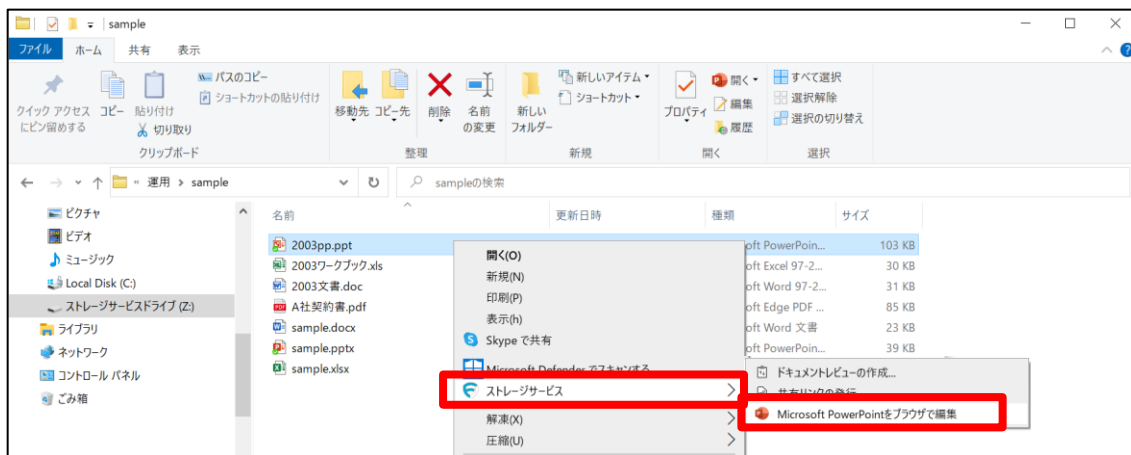 sample
ファイル ホーム 共有 表示
クイック アクセス
にピン留めする
コピー
貼り付け
パスのコピー
ショートカットの貼り付け
切り取り
クリップボード
移動先 コピー先 削除 名前
の変更
整理
新しい
フォルダー
新しいアイテム
ショートカット
新規
プロパティ
開く
編集
履歴
開く
すべて選択
選択解除
選択の切り替え
選択
« 運用 > sample
sampleの検索
ピクチャ
ビデオ
ミュージック
Local Disk (C:)
ストレージサービスドライブ (Z:)
ライブラリ
ネットワーク
コントロール パネル
ごみ箱
名前 更新日時 種類 サイズ
2003pp.ppt oft PowerPoin... 103 KB
2003ワークブック.xls oft Excel 97-2... 30 KB
2003文書.doc oft Word 97-2... 31 KB
A社契約書.pdf oft Edge PDF ... 85 KB
sample.docx oft Word 文書 23 KB
sample.pptx oft PowerPoin... 39 KB
sample.xlsx
開く(O)
新規(N)
印刷(P)
表示(h)
Skype で共有
Microsoft Defender でスキャンする
ストレージサービス
解凍(X)
圧縮(U)
ドキュメントレビューの作成...
共有リンクの発行
Microsoft PowerPointをブラウザで編集